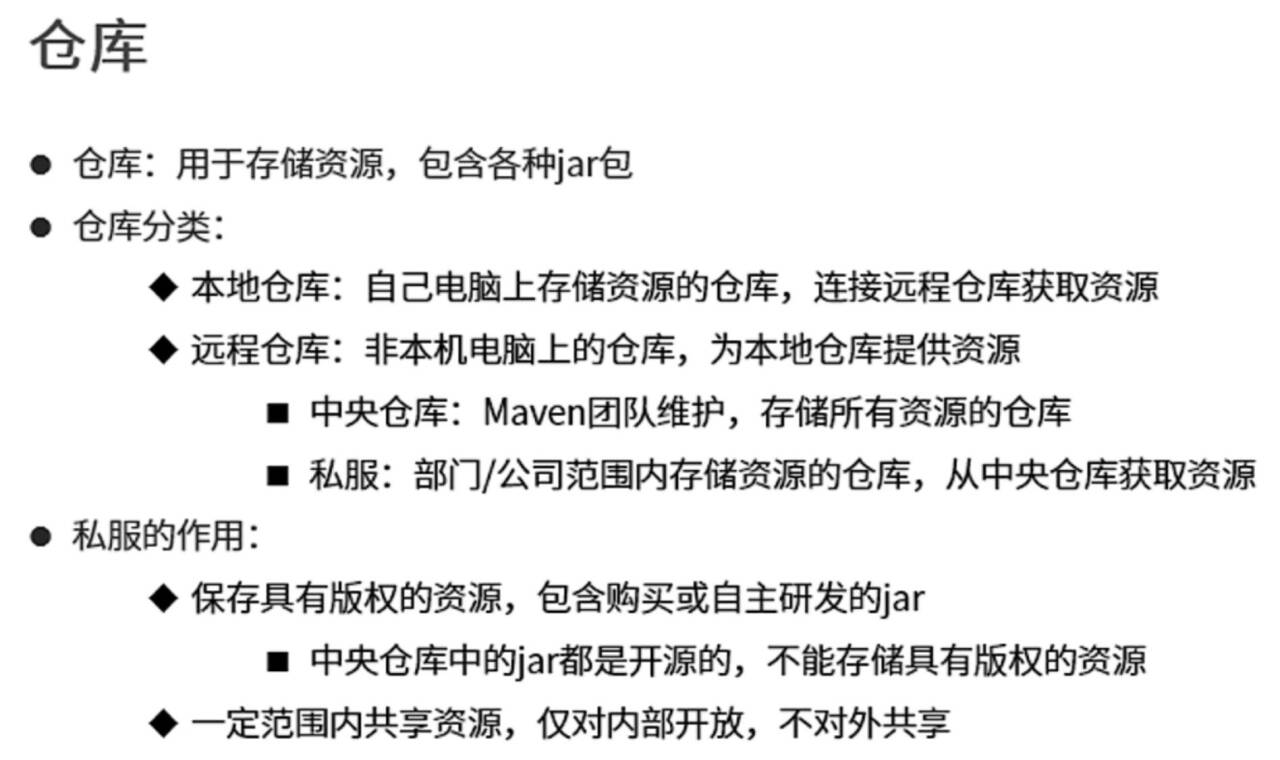 仓库
仓库：用于存储资源，包含各种jar包
仓库分类：
本地仓库：自己电脑上存储资源的仓库，连接远程仓库获取资源
远程仓库：非本机电脑上的仓库，为本地仓库提供资源
中央仓库：Maven团队维护，存储所有资源的仓库
私服：部门/公司范围内存储资源的仓库，从中央仓库获取资源
私服的作用：
保存具有版权的资源，包含购买或自主研发的jar
中央仓库中的jar都是开源的，不能存储具有版权的资源
一定范围内共享资源，仅对内部开放，不对外共享